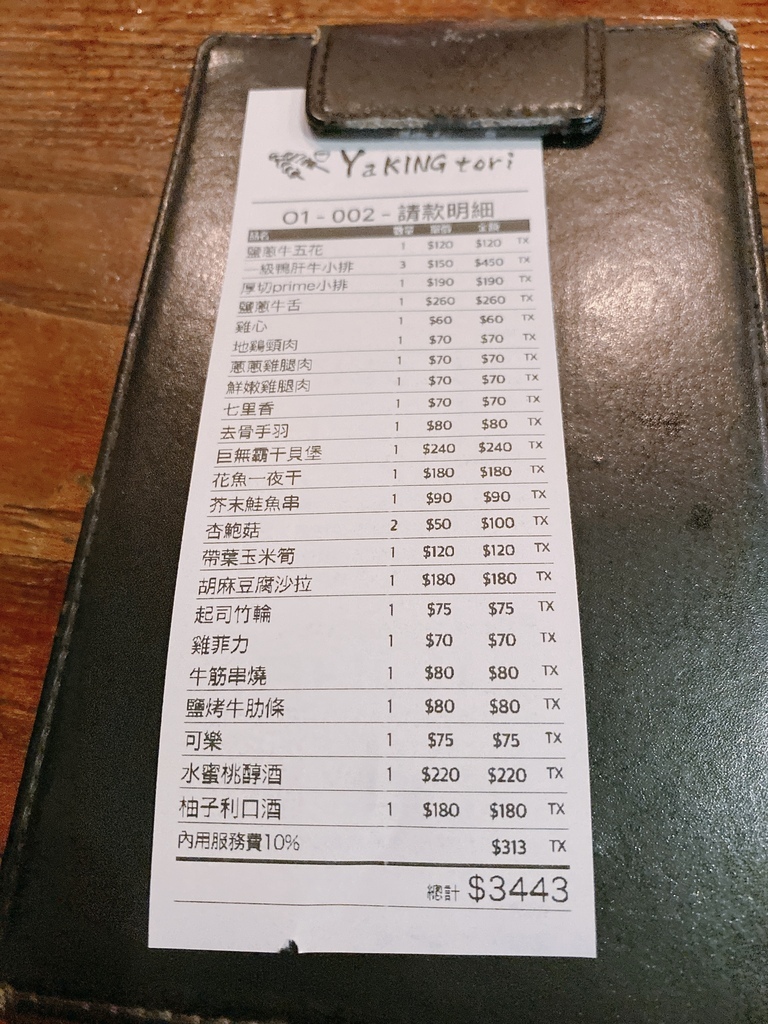 YaKING tori
01-002-請款明細
品名 數量 單價 金額
鹽蔥牛五花 1 $120 $120 TX
一級鴨肝牛小排 3 $150 $450 TX
厚切prime小排 1 $190 $190 TX
鹽蔥牛舌 1 $260 $260 TX
雞心 1 $60 $60 TX
地鷄頸肉 1 $70 $70 TX
蔥蔥雞腿肉 1 $70 $70 TX
鮮嫩雞腿肉 1 $70 $70 TX
七里香 1 $70 $70 TX
去骨手羽 1 $80 $80 TX
巨無霸干貝堡 1 $240 $240 TX
花魚一夜干 1 $180 $180 TX
芥末鮭魚串 1 $90 $90 TX
杏鮑菇 2 $50 $100 TX
帶葉玉米筍 1 $120 $120 TX
胡麻豆腐沙拉 1 $180 $180 TX
起司竹輪 1 $75 $75 TX
雞菲力 1 $70 $70 TX
牛筋串燒 1 $80 $80 TX
鹽烤牛肋條 1 $80 $80 TX
可樂 1 $75 $75 TX
水蜜桃醇酒 1 $220 $220 TX
柚子利口酒 1 $180 $180 TX
內用服務費10% $313 TX
總計 $3443